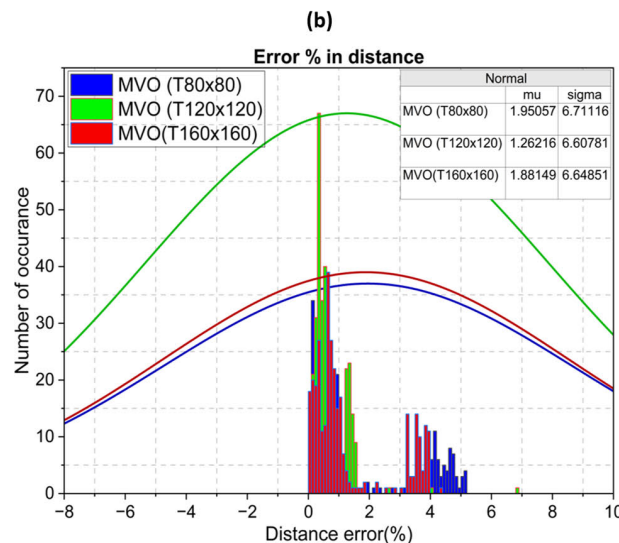 (b)
Error % in distance
MVO (T80x80)
MVO (T120x120)
MVO(T160x160)
Normal
mu sigma
MVO (T80x80) 1.95057 6.71116
MVO (T120x120) 1.26216 6.60781
MVO(T160x160) 1.88149 6.64851
Number of occurance
70
60
50
40
30
20
10
0
−8 −6 −4 −2 0 2 4 6 8 10
Distance error(%)